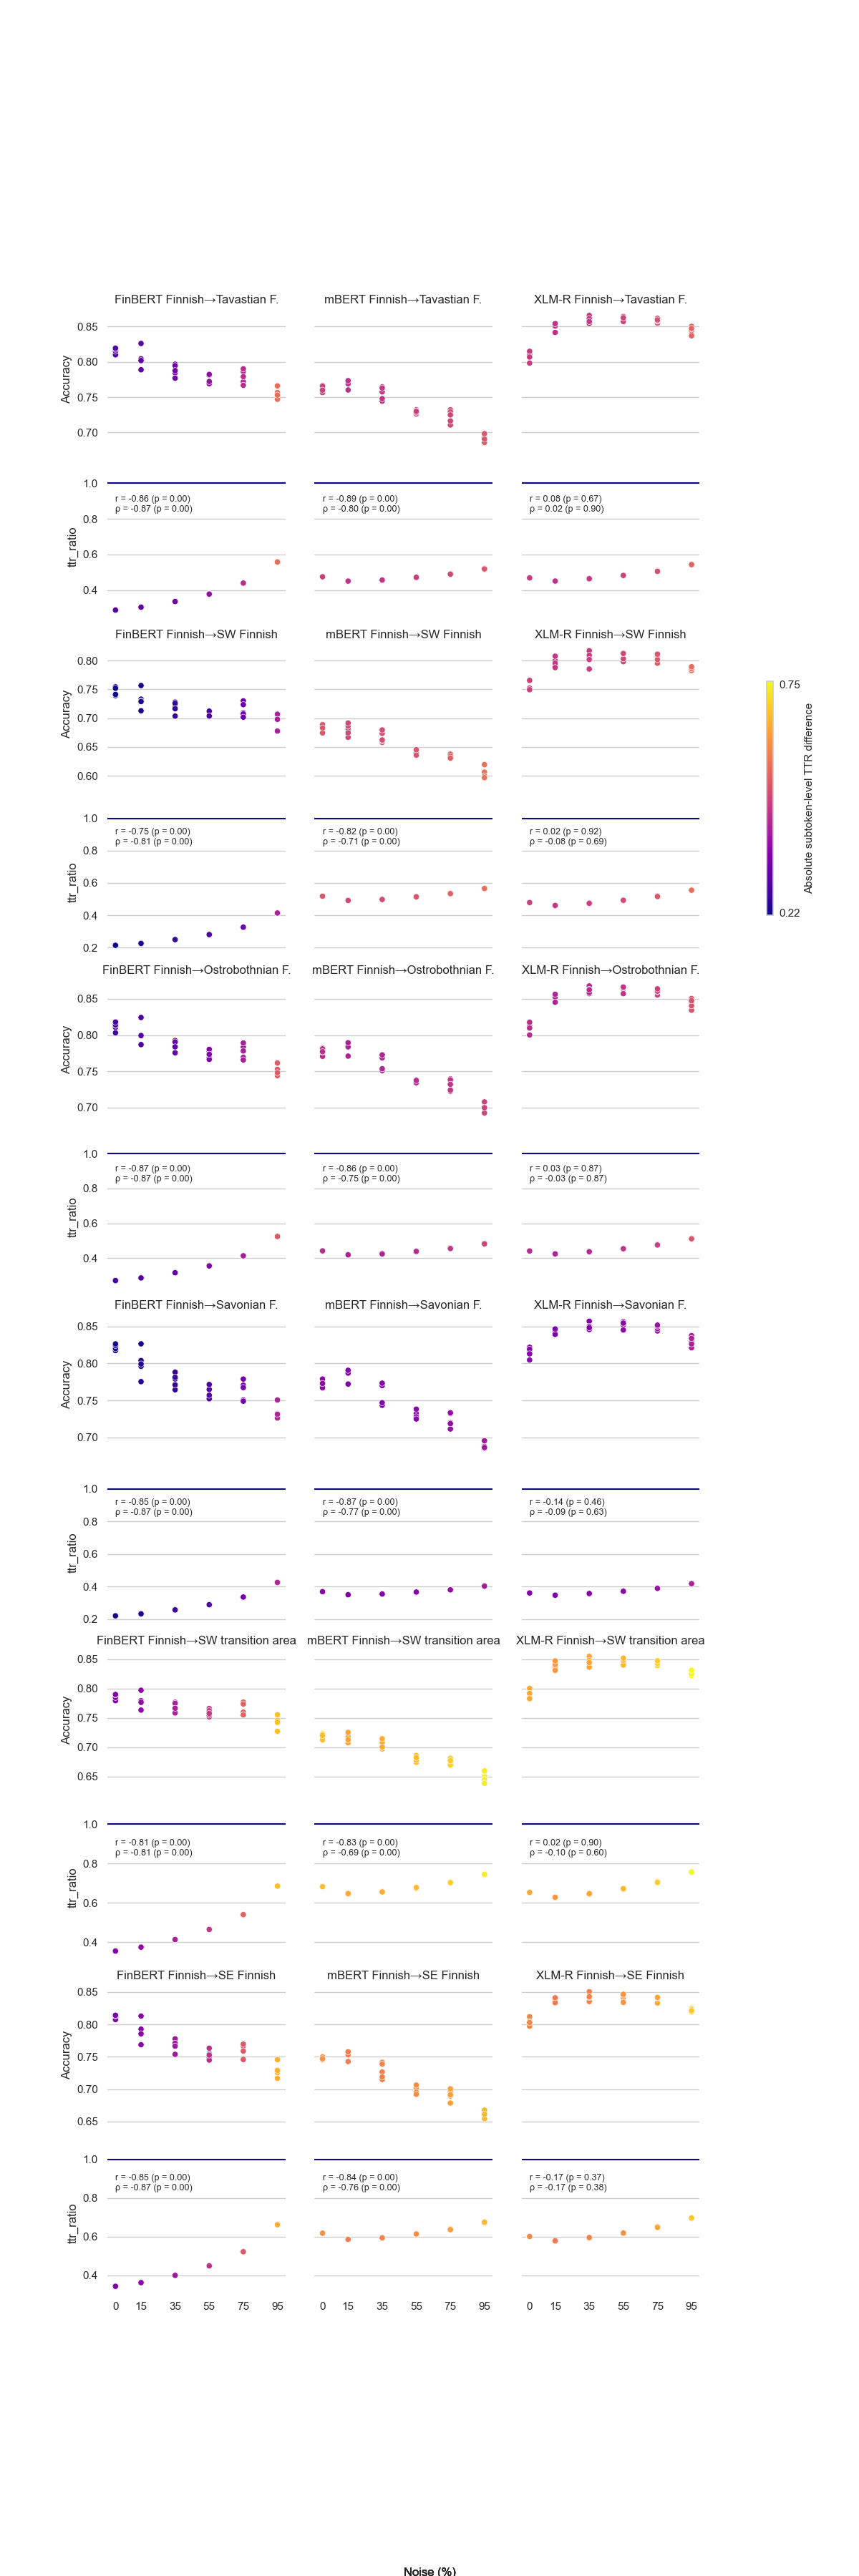 FinBERT Finnish→Tavastian F.
mBERT Finnish→Tavastian F.
XLM-R Finnish→Tavastian F.
0.85
0.80
0.75
0.70
Accuracy
1.0
0.8
0.6
0.4
ttr_ratio
r = -0.86 (p = 0.00)
ρ = -0.87 (p = 0.00)
r = -0.89 (p = 0.00)
ρ = -0.80 (p = 0.00)
r = 0.08 (p = 0.67)
ρ = 0.02 (p = 0.90)
FinBERT Finnish→SW Finnish
mBERT Finnish→SW Finnish
XLM-R Finnish→SW Finnish
0.80
0.75
0.70
0.65
0.60
Accuracy
1.0
0.8
0.6
0.4
0.2
ttr_ratio
r = -0.75 (p = 0.00)
ρ = -0.81 (p = 0.00)
r = -0.82 (p = 0.00)
ρ = -0.71 (p = 0.00)
r = 0.02 (p = 0.92)
ρ = -0.08 (p = 0.69)
0.75
0.22
Absolute subtoken-level TTR difference
FinBERT Finnish→Ostrobothnian F.
mBERT Finnish→Ostrobothnian F.
XLM-R Finnish→Ostrobothnian F.
0.85
0.80
0.75
0.70
Accuracy
1.0
0.8
0.6
0.4
ttr_ratio
r = -0.87 (p = 0.00)
ρ = -0.87 (p = 0.00)
r = -0.86 (p = 0.00)
ρ = -0.75 (p = 0.00)
r = 0.03 (p = 0.87)
ρ = -0.03 (p = 0.87)
FinBERT Finnish→Savonian F.
mBERT Finnish→Savonian F.
XLM-R Finnish→Savonian F.
0.85
0.80
0.75
0.70
Accuracy
1.0
0.8
0.6
0.4
0.2
ttr_ratio
r = -0.85 (p = 0.00)
ρ = -0.87 (p = 0.00)
r = -0.87 (p = 0.00)
ρ = -0.77 (p = 0.00)
r = -0.14 (p = 0.46)
ρ = -0.09 (p = 0.63)
FinBERT Finnish→SW transition area
mBERT Finnish→SW transition area
XLM-R Finnish→SW transition area
0.85
0.80
0.75
0.70
0.65
Accuracy
1.0
0.8
0.6
0.4
ttr_ratio
r = -0.81 (p = 0.00)
ρ = -0.81 (p = 0.00)
r = -0.83 (p = 0.00)
ρ = -0.69 (p = 0.00)
r = 0.02 (p = 0.90)
ρ = -0.10 (p = 0.60)
FinBERT Finnish→SE Finnish
mBERT Finnish→SE Finnish
XLM-R Finnish→SE Finnish
0.85
0.80
0.75
0.70
0.65
Accuracy
1.0
0.8
0.6
0.4
ttr_ratio
r = -0.85 (p = 0.00)
ρ = -0.87 (p = 0.00)
r = -0.84 (p = 0.00)
ρ = -0.76 (p = 0.00)
r = -0.17 (p = 0.37)
ρ = -0.17 (p = 0.38)
0 15 35 55 75 95
0 15 35 55 75 95
0 15 35 55 75 95
Noise (%)